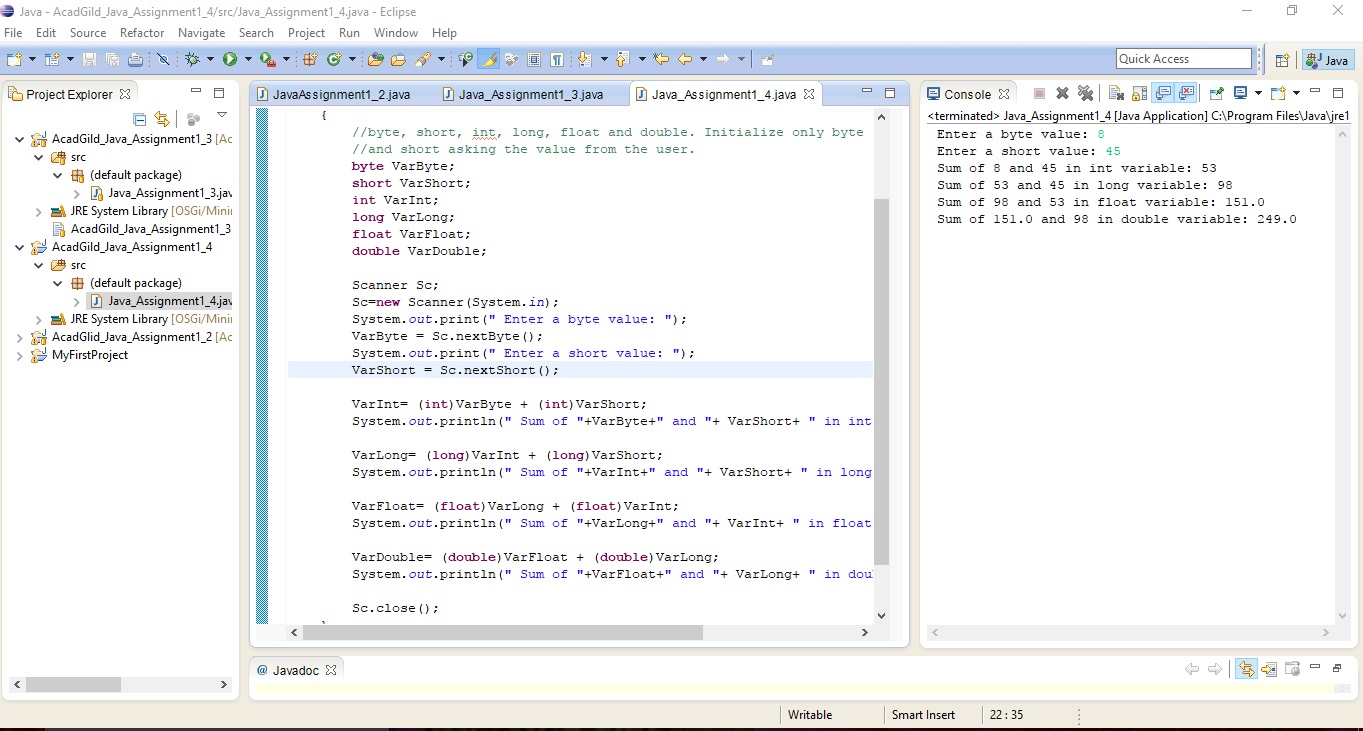 Java - AcadGild_Java_Assignment1_4/src/Java_Assignment1_4.java - Eclipse
File Edit Source Refactor Navigate Search Project Run Window Help
Quick Access
Java
Project Explorer
AcadGild_Java_Assignment1_3 [Ac
src
(default package)
Java_Assignment1_3.jav
JRE System Library [OSGi/Minii
AcadGild_Java_Assignment1_3
AcadGild_Java_Assignment1_4
src
(default package)
Java_Assignment1_4.jav
JRE System Library [OSGi/Minii
AcadGlid_Java_Assignment1_2 [Ac
MyFirstProject
JavaAssignment1_2.java
Java_Assignment1_3.java
Java_Assignment1_4.java
{
//byte, short, int, long, float and double. Initialize only byte
//and short asking the value from the user.
byte VarByte;
short VarShort;
int VarInt;
long VarLong;
float VarFloat;
double VarDouble;
Scanner Sc;
Sc=new Scanner(System.in);
System.out.print(" Enter a byte value: ");
VarByte = Sc.nextByte();
System.out.print(" Enter a short value: ");
VarShort = Sc.nextShort();
VarInt= (int)VarByte + (int)VarShort;
System.out.println(" Sum of "+VarByte+" and "+ VarShort+ " in int
VarLong= (long)VarInt + (long)VarShort;
System.out.println(" Sum of "+VarInt+" and "+ VarShort+ " in long
VarFloat= (float)VarLong + (float)VarInt;
System.out.println(" Sum of "+VarLong+" and "+ VarInt+ " in float
VarDouble= (double)VarFloat + (double)VarLong;
System.out.println(" Sum of "+VarFloat+" and "+ VarLong+ " in dou
Sc.close();
Console
<terminated> Java_Assignment1_4 [Java Application] C:\Program Files\Java\jre1
Enter a byte value: 8
Enter a short value: 45
Sum of 8 and 45 in int variable: 53
Sum of 53 and 45 in long variable: 98
Sum of 98 and 53 in float variable: 151.0
Sum of 151.0 and 98 in double variable: 249.0
@ Javadoc
Writable
Smart Insert
22 : 35